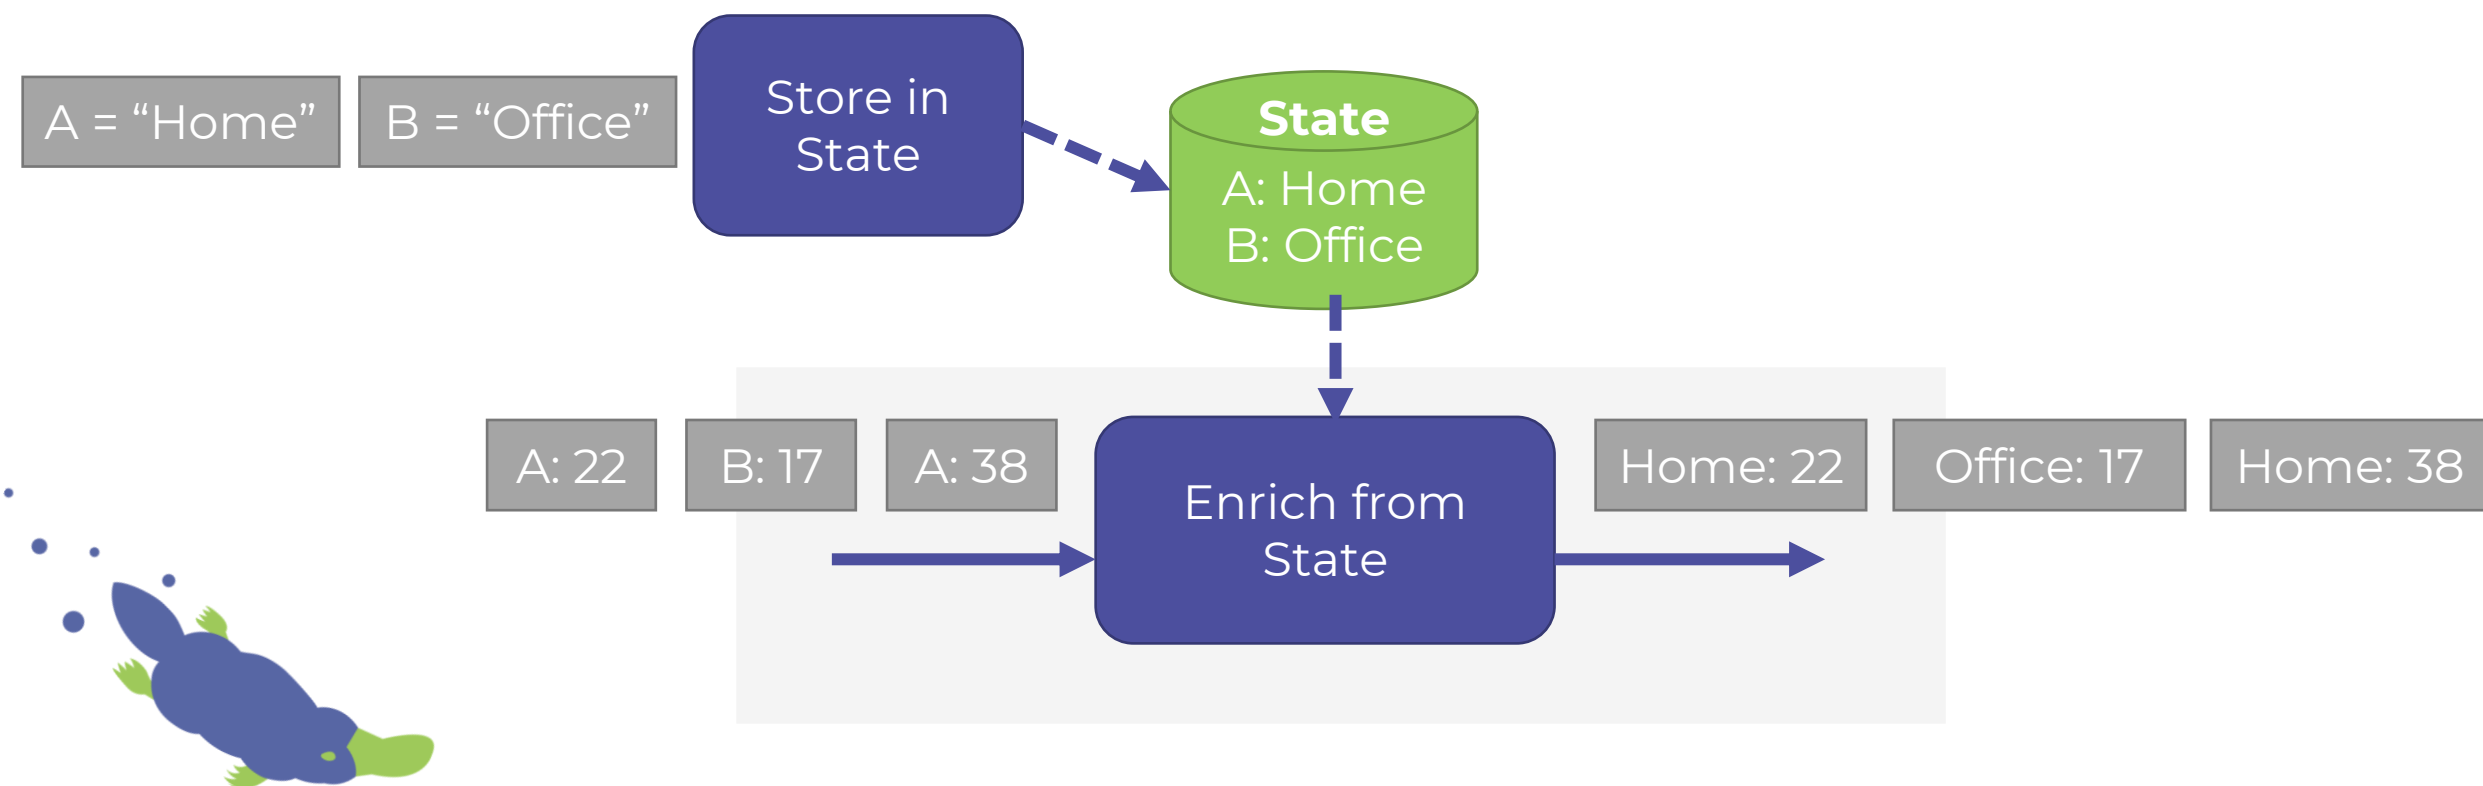 A = “Home”
B = “Office”
Store in
State
State
A: Home
B: Office
A: 22
B: 17
A: 38
Enrich from
State
Home: 22
Office: 17
Home: 38